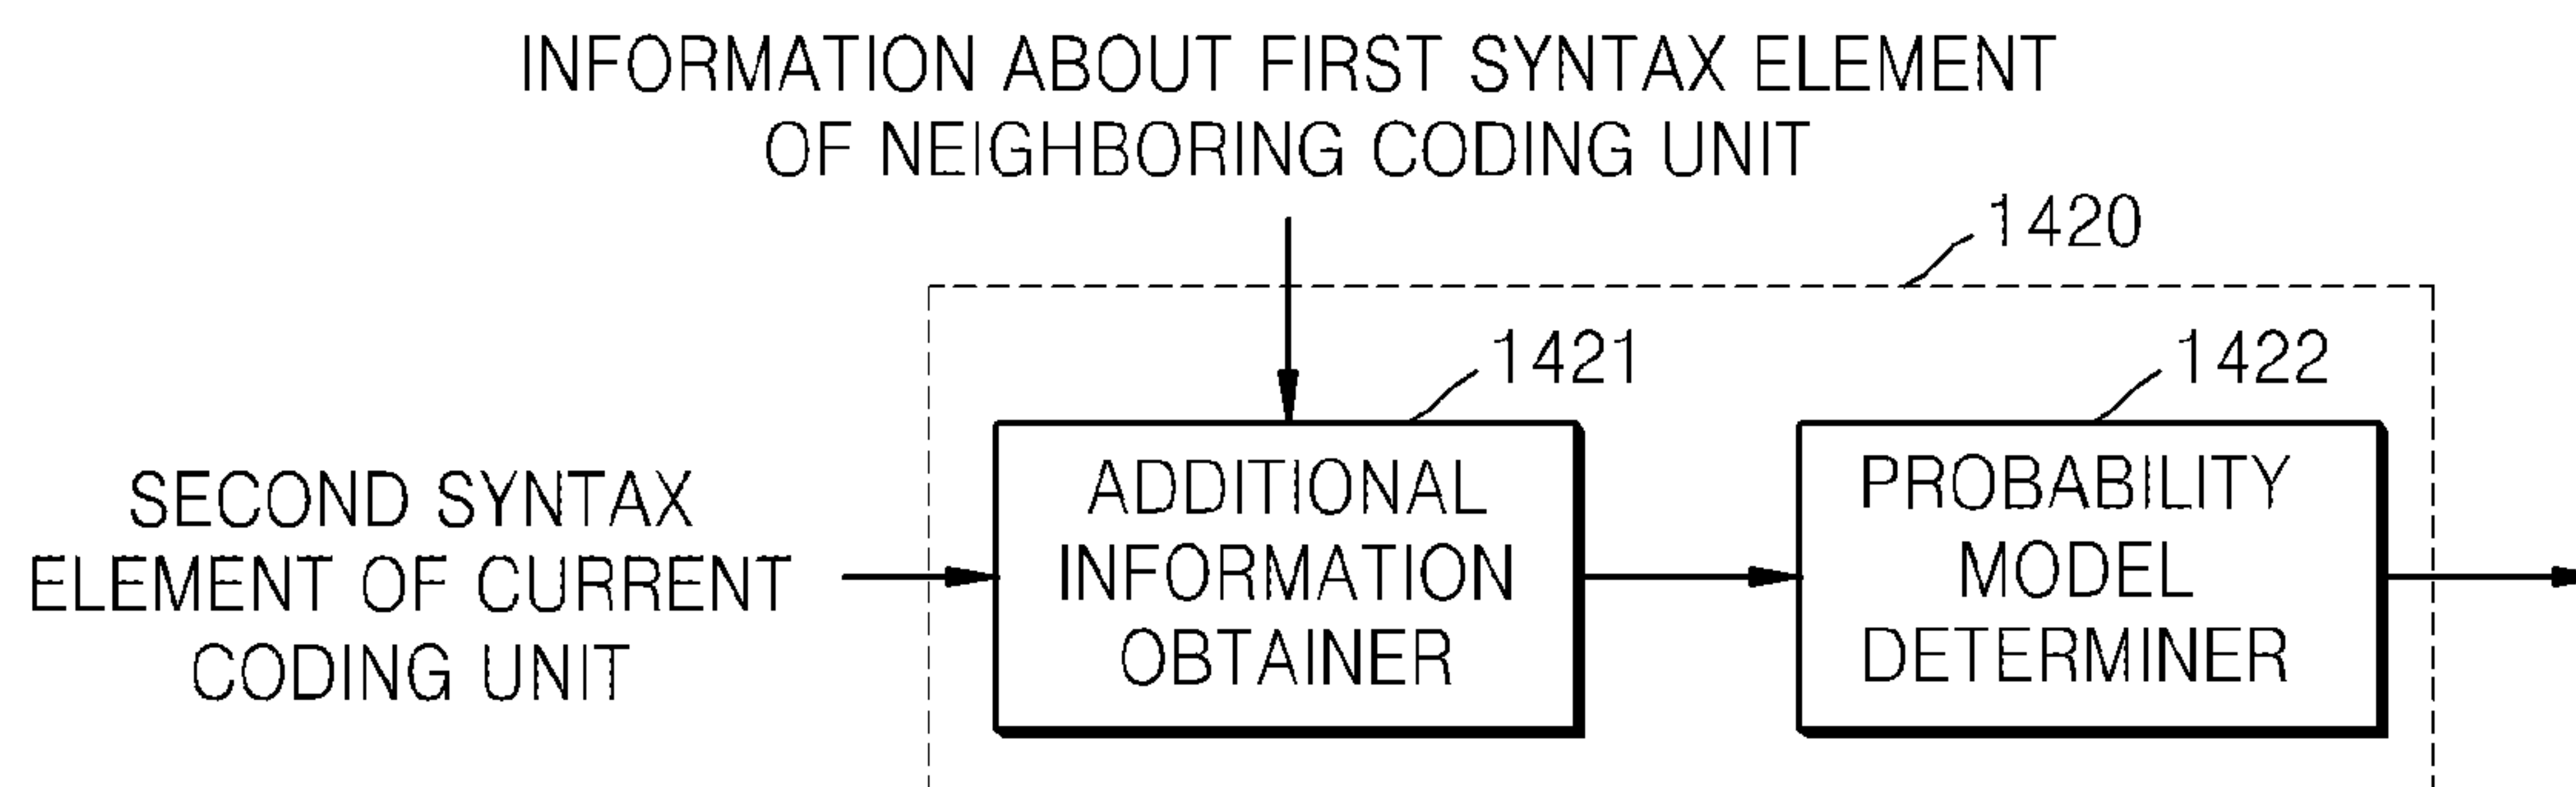 INFORMATION ABOUT FIRST SYNTAX ELEMENT
OF NEIGHBORING CODING UNIT
1420
1421
1422
SECOND SYNTAX
ELEMENT OF CURRENT
CODING UNIT
ADDITIONAL
INFORMATION
OBTAINER
PROBABILITY
MODEL
DETERMINER